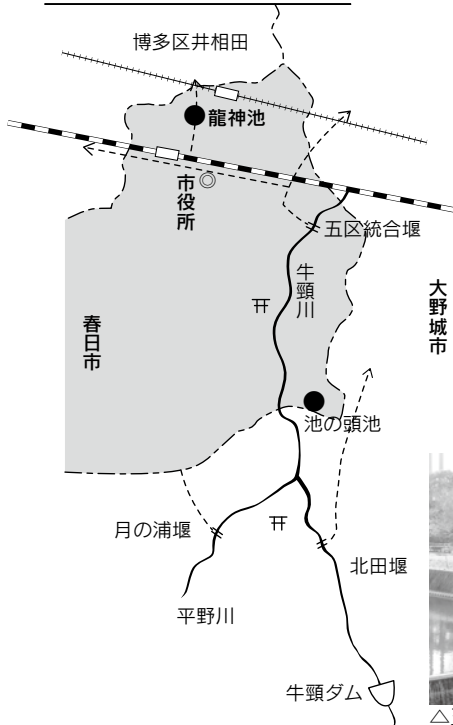 博多区井相田
龍神池
市役所
五区統合堰
牛頸川
大野城市
春日市
池の頭池
月の浦堰
北田堰
平野川
牛頸ダム
△